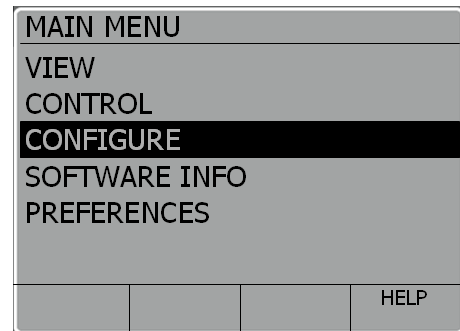 MAIN MENU
VIEW
CONTROL
CONFIGURE
SOFTWARE INFO
PREFERENCES
HELP